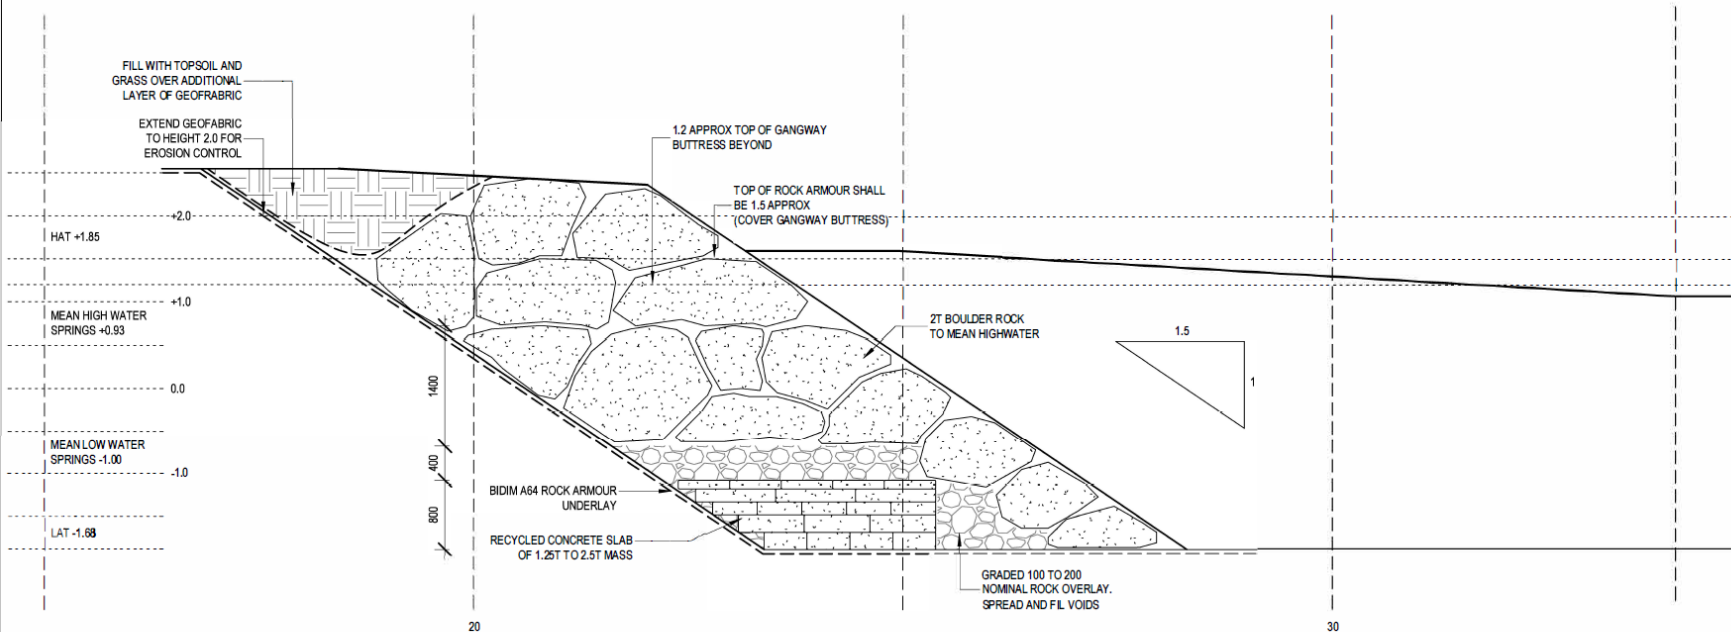 FILL WITH TOPSOIL AND
GRASS OVER ADDITIONAL
LAYER OF GEOFRABRIC
EXTEND GEOFABRIC
TO HEIGHT 2.0 FOR
EROSION CONTROL
1.2 APPROX TOP OF GANGWAY
BUTTRESS BEYOND
TOP OF ROCK ARMOUR SHALL
BE 1.5 APPROX
(COVER GANGWAY BUTTRESS)
+2.0
HAT +1.85
+1.0
MEAN HIGH WATER
SPRINGS +0.93
2T BOULDER ROCK
TO MEAN HIGHWATER
1.5
1
0.0
1400
MEAN LOW WATER
SPRINGS -1.00
-1.0
400
BIDIM A64 ROCK ARMOUR
UNDERLAY
800
LAT -1.68
RECYCLED CONCRETE SLAB
OF 1.25T TO 2.5T MASS
GRADED 100 TO 200
NOMINAL ROCK OVERLAY.
SPREAD AND FIL VOIDS
20
30